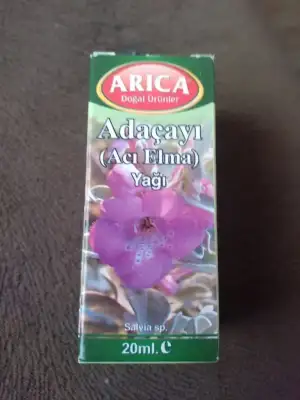 ARICA
Doğal Ürünler
Adaçayı
(Acı Elma)
Yağı
Salvia sp.
20ml. e